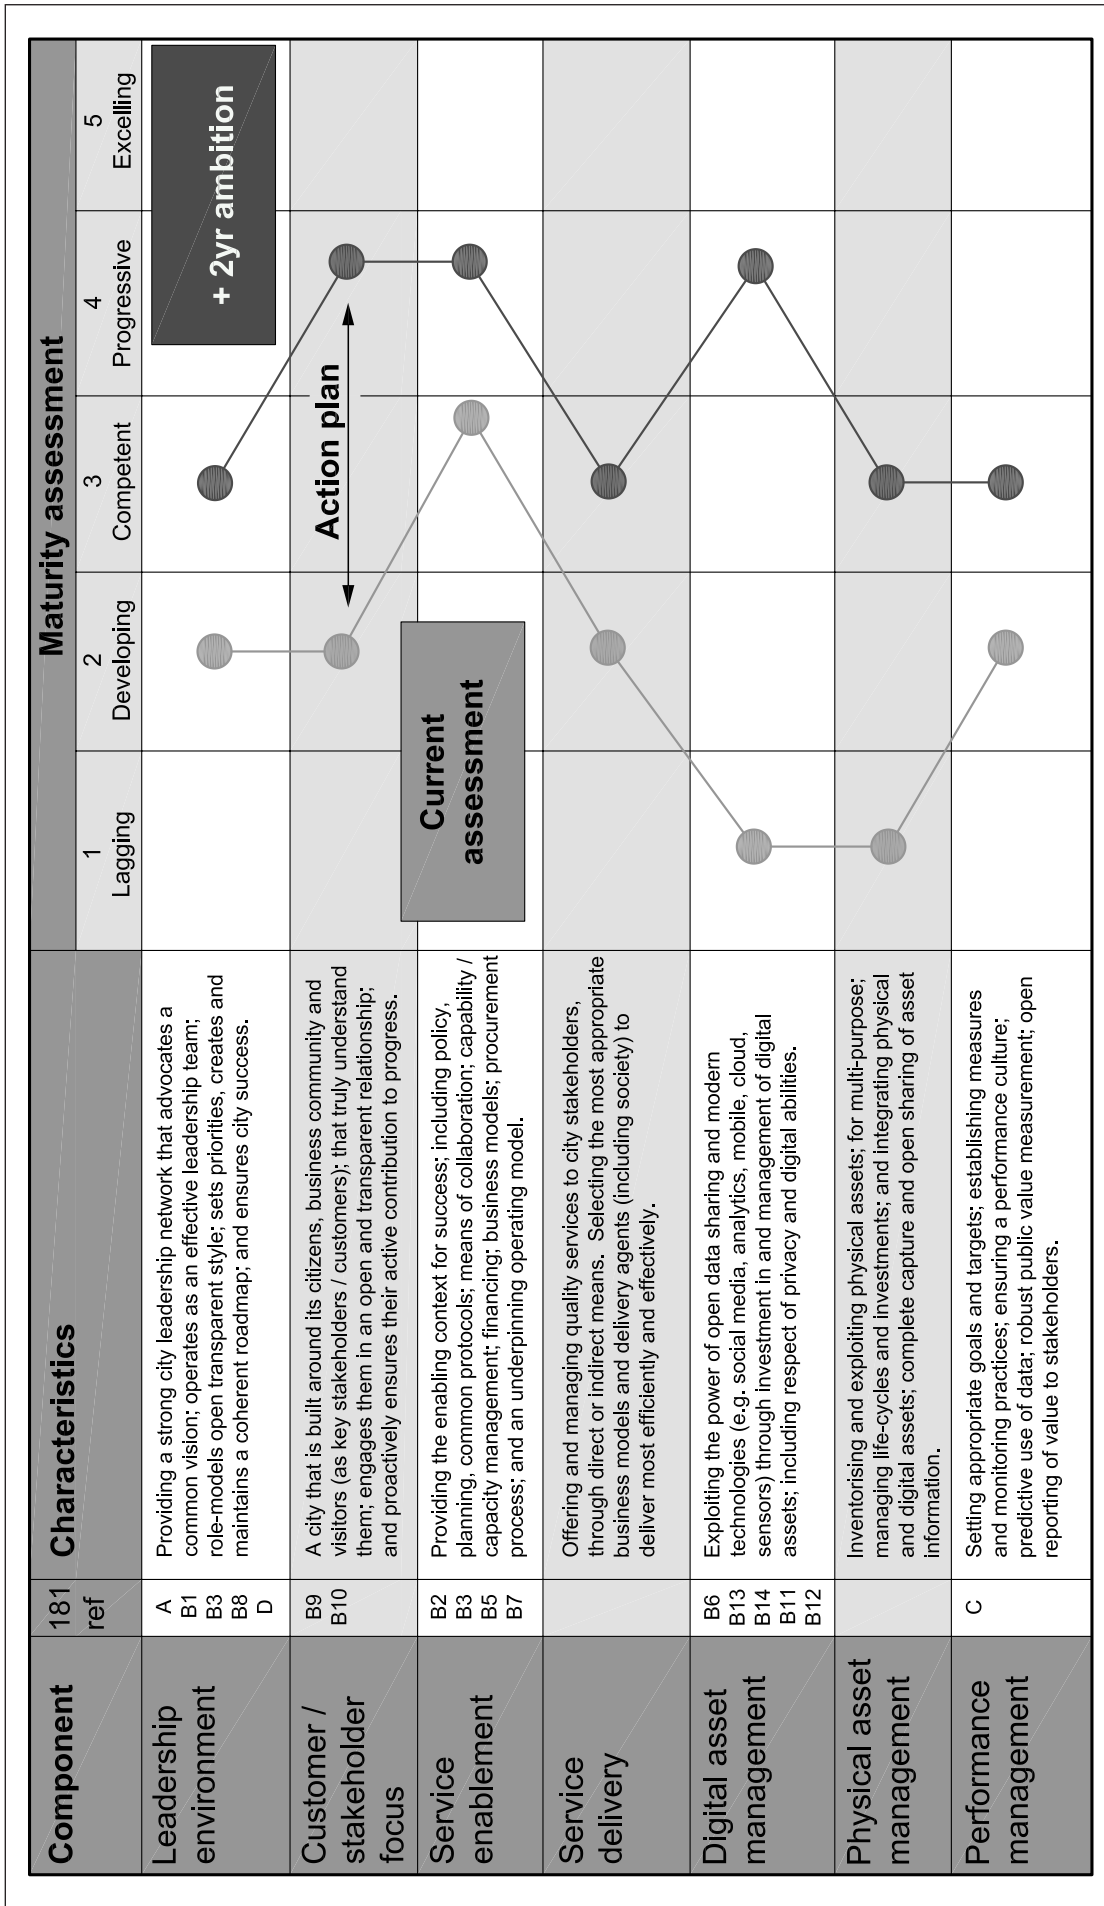 Component
181
ref
Characteristics
Maturity assessment
1
Lagging
2
Developing
3
Competent
4
Progressive
5
Excelling
Leadership
environment
A
B1
B3
B8
D
Providing a strong city leadership network that advocates a
common vision; operates as an effective leadership team;
role-models open transparent style; sets priorities, creates and
maintains a coherent roadmap; and ensures city success.
+ 2yr ambition
Customer /
stakeholder
focus
B9
B10
A city that is built around its citizens, business community and
visitors (as key stakeholders / customers); that truly understand
them; engages them in an open and transparent relationship;
and proactively ensures their active contribution to progress.
Action plan
Service
enablement
B2
B3
B5
B7
Providing the enabling context for success; including policy,
planning, common protocols; means of collaboration; capability /
capacity management; financing; business models; procurement
process; and an underpinning operating model.
Current
assessment
Service
delivery
Offering and managing quality services to city stakeholders,
through direct or indirect means. Selecting the most appropriate
business models and delivery agents (including society) to
deliver most efficiently and effectively.
Digital asset
management
B6
B13
B14
B11
B12
Exploiting the power of open data sharing and modern
technologies (e.g. social media, analytics, mobile, cloud,
sensors) through investment in and management of digital
assets; including respect of privacy and digital abilities.
Physical asset
management
Inventorising and exploiting physical assets; for multi-purpose;
managing life-cycles and investments; and integrating physical
and digital assets; complete capture and open sharing of asset
information.
Performance
management
C
Setting appropriate goals and targets; establishing measures
and monitoring practices; ensuring a performance culture;
predictive use of data; robust public value measurement; open
reporting of value to stakeholders.